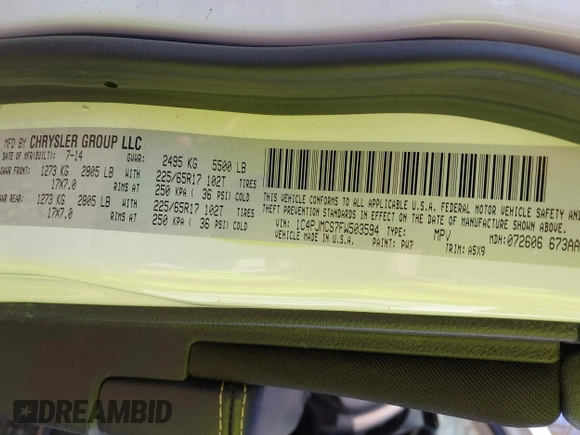 MFD BY CHRYSLER GROUP LLC
DATE OF MFR(BUILT): 7-14 GVWR: 2495 KG 5500 LB
GAWR FRONT: 1273 KG 2805 LB WITH 225/65R17 102T TIRES
17X7.0 RIMS AT 250 KPA ( 36 PSI) COLD
GAWR REAR: 1273 KG 2805 LB WITH 225/65R17 102T TIRES
17X7.0 RIMS AT 250 KPA ( 36 PSI) COLD
THIS VEHICLE CONFORMS TO ALL APPLICABLE U.S.A. FEDERAL MOTOR VEHICLE SAFETY AND
THEFT PREVENTION STANDARDS IN EFFECT ON THE DATE OF MANUFACTURE SHOWN ABOVE.
VIN: 1C4PJMCS7FW503594 TYPE: MPV MDH: 072606 673AA
PAINT: PW7 TRIM: A5X9
DREAMBID